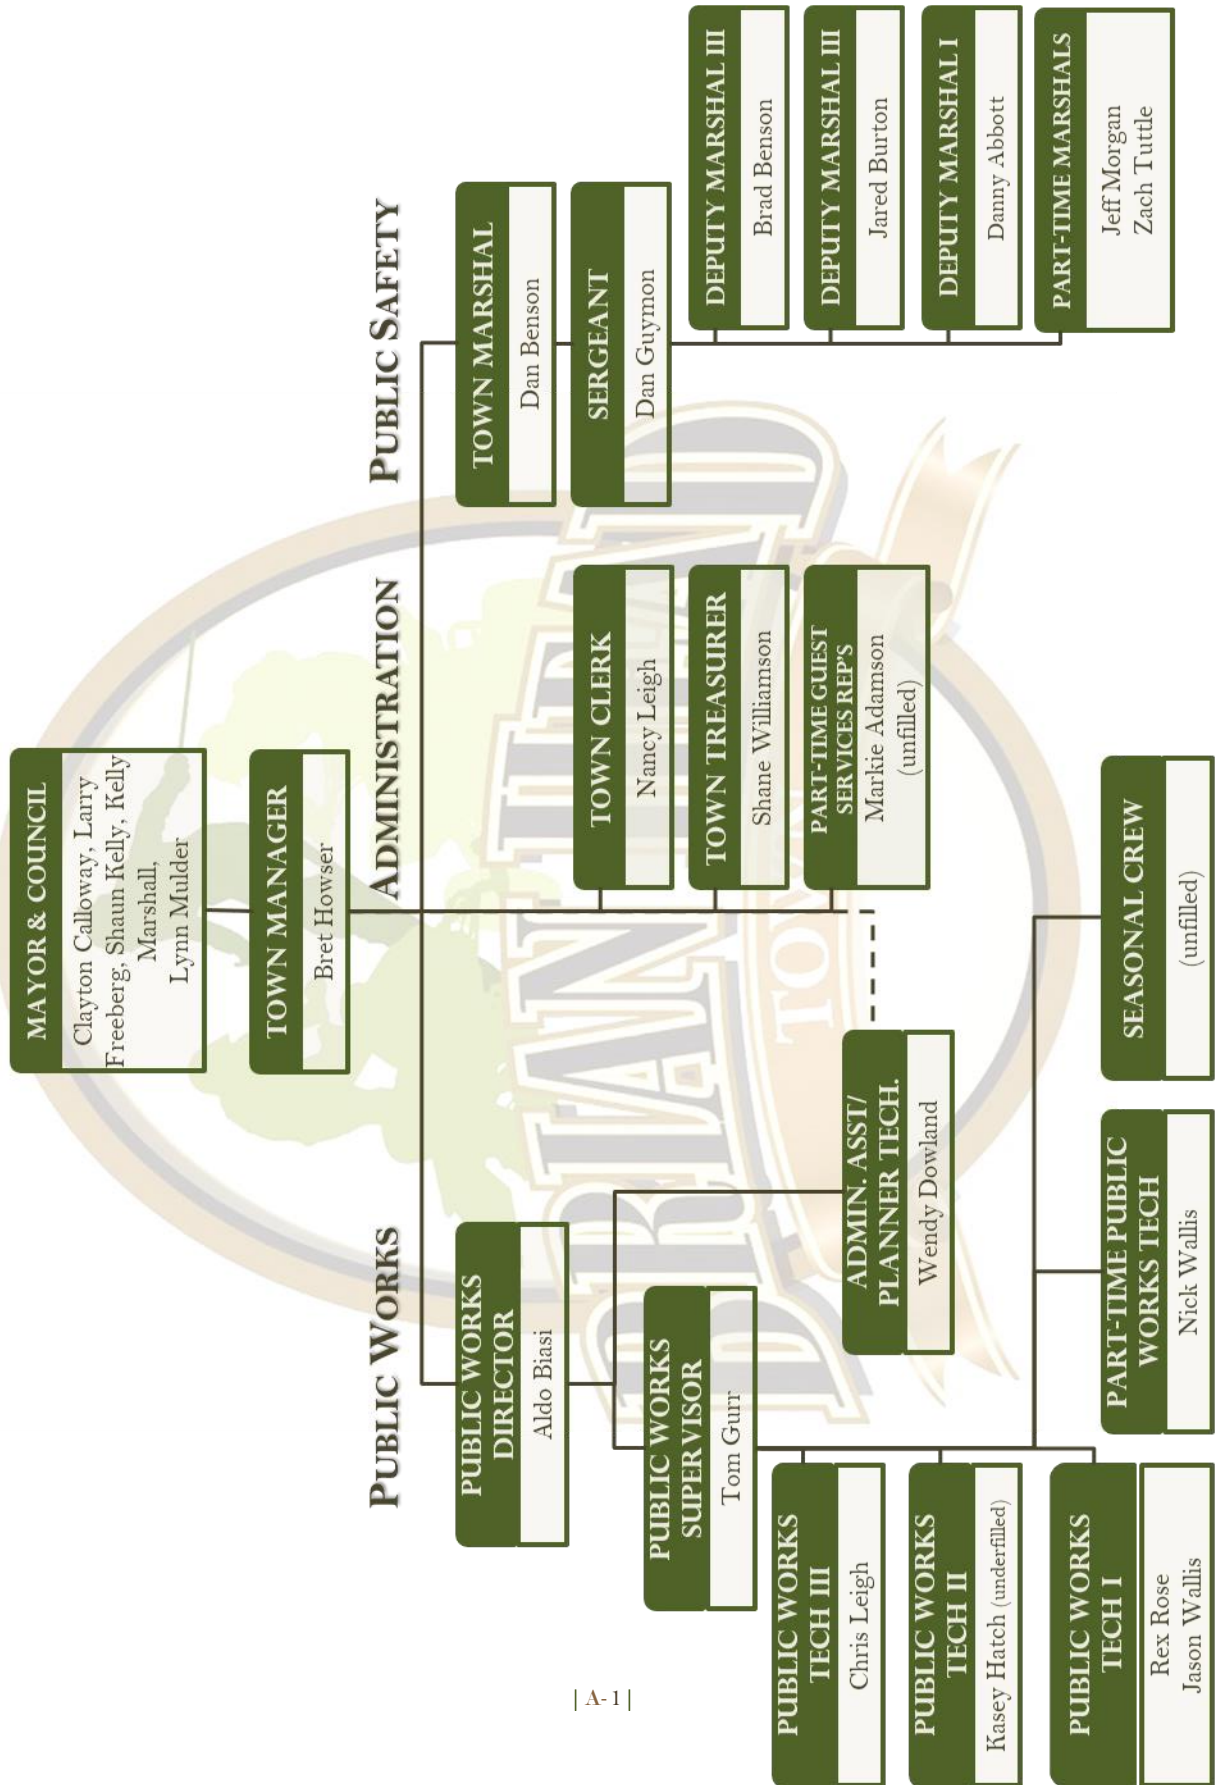 MAYOR & COUNCIL
Clayton Calloway, Larry
Freeberg, Shaun Kelly, Kelly
Marshall,
Lynn Mulder
TOWN MANAGER
Bret Howser
PUBLIC WORKS
ADMINISTRATION
PUBLIC SAFETY
PUBLIC WORKS
DIRECTOR
Aldo Biasi
PUBLIC WORKS
SUPERVISOR
Tom Gurr
ADMIN. ASST/
PLANNER TECH.
Wendy Dowland
PUBLIC WORKS
TECH III
Chris Leigh
PUBLIC WORKS
TECH II
Kasey Hatch (underfilled)
PUBLIC WORKS
TECH I
Rex Rose
Jason Wallis
PART-TIME PUBLIC
WORKS TECH
Nick Wallis
SEASONAL CREW
(unfilled)
TOWN CLERK
Nancy Leigh
TOWN TREASURER
Shane Williamson
PART-TIME GUEST
SERVICES REP'S
Markie Adamson
(unfilled)
TOWN MARSHAL
Dan Benson
SERGEANT
Dan Guymon
DEPUTY MARSHAL III
Brad Benson
DEPUTY MARSHAL III
Jared Burton
DEPUTY MARSHAL I
Danny Abbott
PART-TIME MARSHALS
Jeff Morgan
Zach Tuttle
BRIAN HEAD
TOWN
| A- 1 |